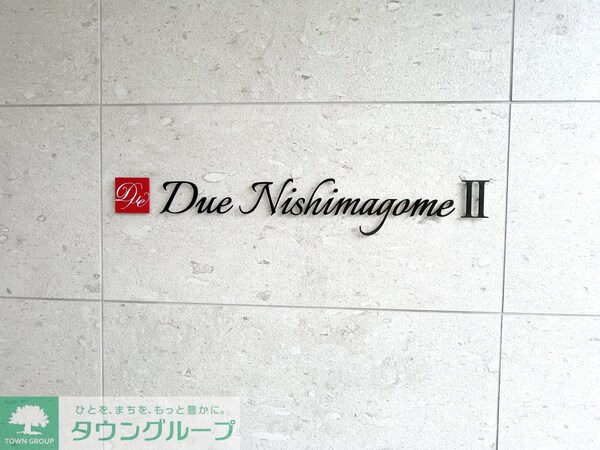 Due Due Nishimagome II
ひとを、まちを、もっと豊かに。
TOWN GROUP タウングループ